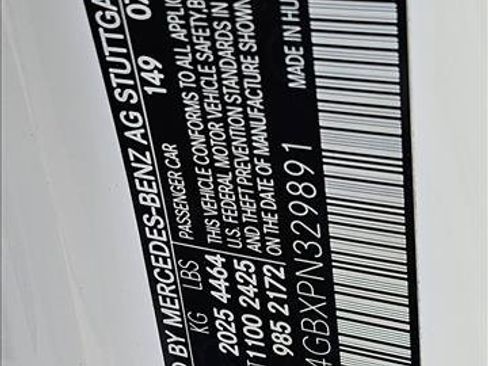 BY MERCEDES-BENZ AG STUTTGA
149
KG LBS PASSENGER CAR
2025 4464 THIS VEHICLE CONFORMS TO ALL APPLIC
U.S. FEDERAL MOTOR VEHICLE SAFETY, B
1100 2425 AND THEFT PREVENTION STANDARDS IN
985 2172 ON THE DATE OF MANUFACTURE SHOWN
MADE IN HU
4GBXPN329891